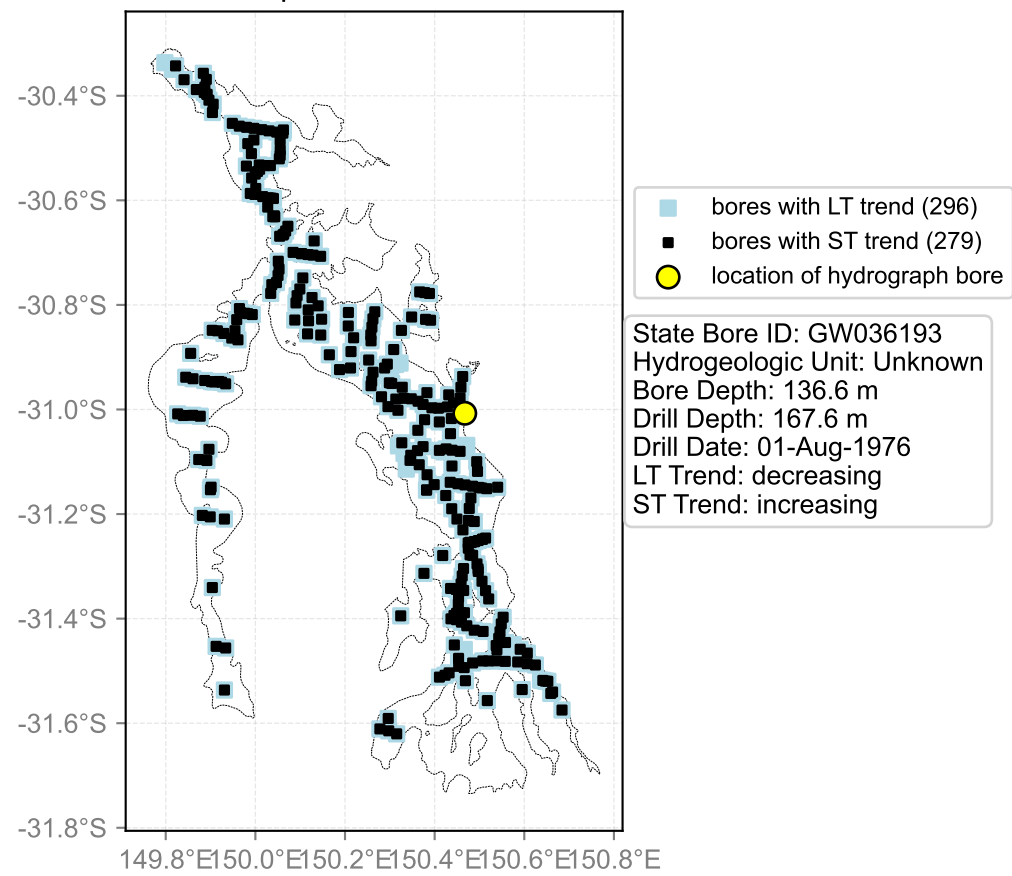 -30.4°S
-30.6°S
-30.8°S
-31.0°S
-31.2°S
-31.4°S
-31.6°S
-31.8°S
149.8°E150.0°E150.2°E150.4°E150.6°E150.8°E
bores with LT trend (296)
bores with ST trend (279)
location of hydrograph bore
State Bore ID: GW036193
Hydrogeologic Unit: Unknown
Bore Depth: 136.6 m
Drill Depth: 167.6 m
Drill Date: 01-Aug-1976
LT Trend: decreasing
ST Trend: increasing